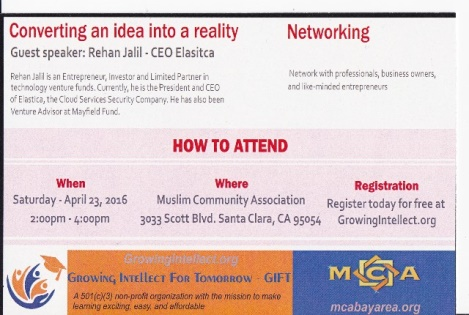 Converting an idea into a reality
Guest speaker: Rehan Jalil - CEO Elasitca
Rehan Jalil is an Entrepreneur, Investor and Limited Partner in
technology venture funds. Currently, he is the President and CEO
of Elastica, the Cloud Services Security Company. He has also been
Venture Advisor at Mayfield Fund.
Networking
Network with professionals, business owners,
and like-minded entrepreneurs
HOW TO ATTEND
When
Saturday - April 23, 2016
2:00pm - 4:00pm
Where
Muslim Community Association
3033 Scott Blvd. Santa Clara, CA 95054
Registration
Register today for free at
GrowingIntellect.org
GrowingIntellect.org
Growing Intellect For Tomorrow - GIFT
A 501(c)(3) non-profit organization with the mission to make
learning exciting, easy, and affordable
MCA
mcabayarea.org